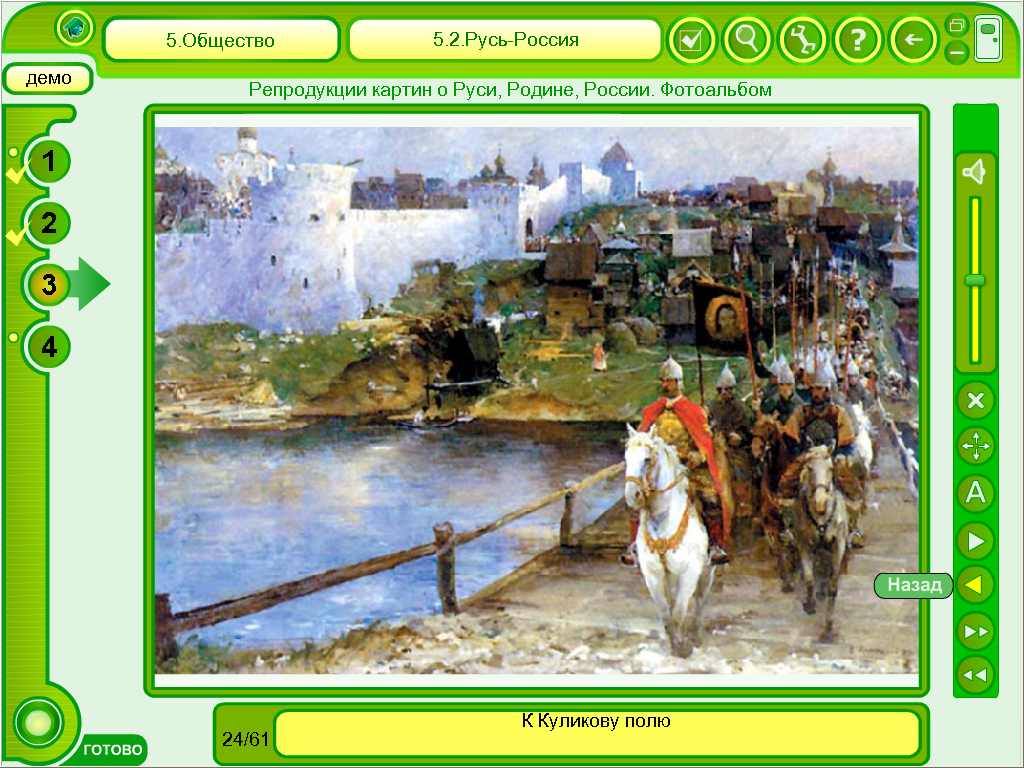 5.Общество
5.2.Русь-Россия
?
демо
Репродукции картин о Руси, Родине, России. Фотоальбом
1
2
3
4
A
Назад
24/61
К Куликову полю
ГОТОВО